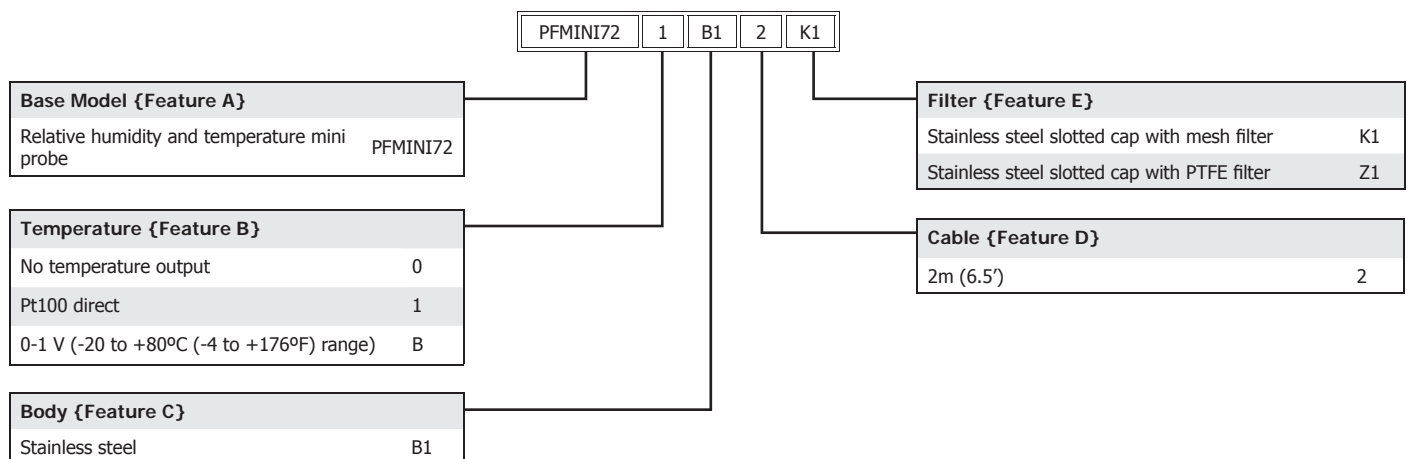 PFMINI72 1 B1 2 K1
Base Model {Feature A}
Relative humidity and temperature mini
probe PFMINI72
Temperature {Feature B}
No temperature output 0
Pt100 direct 1
0-1 V (-20 to +80ºC (-4 to +176ºF) range) B
Body {Feature C}
Stainless steel B1
Filter {Feature E}
Stainless steel slotted cap with mesh filter K1
Stainless steel slotted cap with PTFE filter Z1
Cable {Feature D}
2m (6.5′) 2